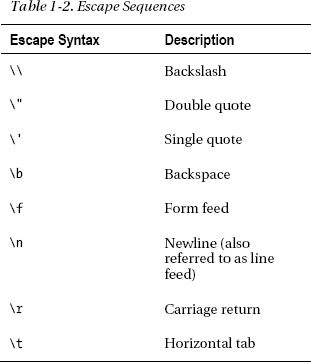 Table 1-2. Escape Sequences
Escape Syntax Description
\\ Backslash
\" Double quote
\' Single quote
\b Backspace
\f Form feed
\n Newline (also
referred to as line
feed)
\r Carriage return
\t Horizontal tab